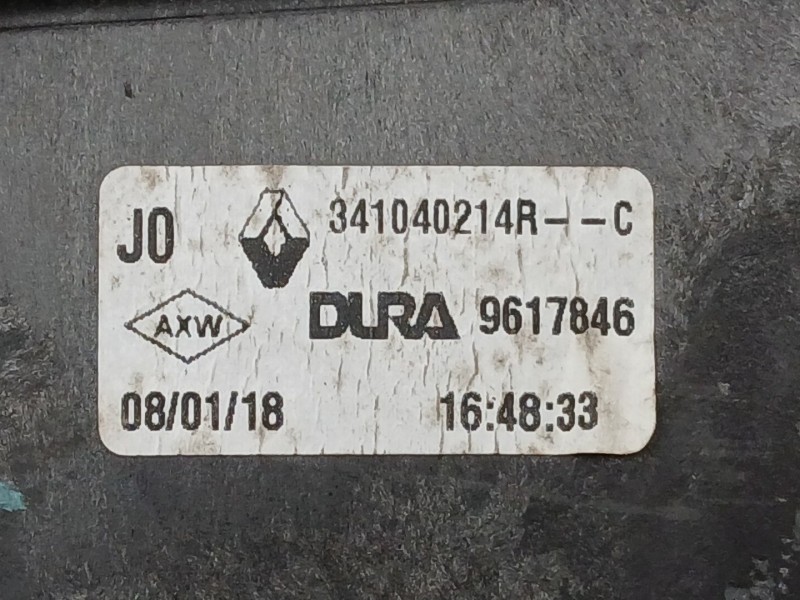 J0 341040214R--C
AXW DURA 9617846
08/01/18 16:48:33